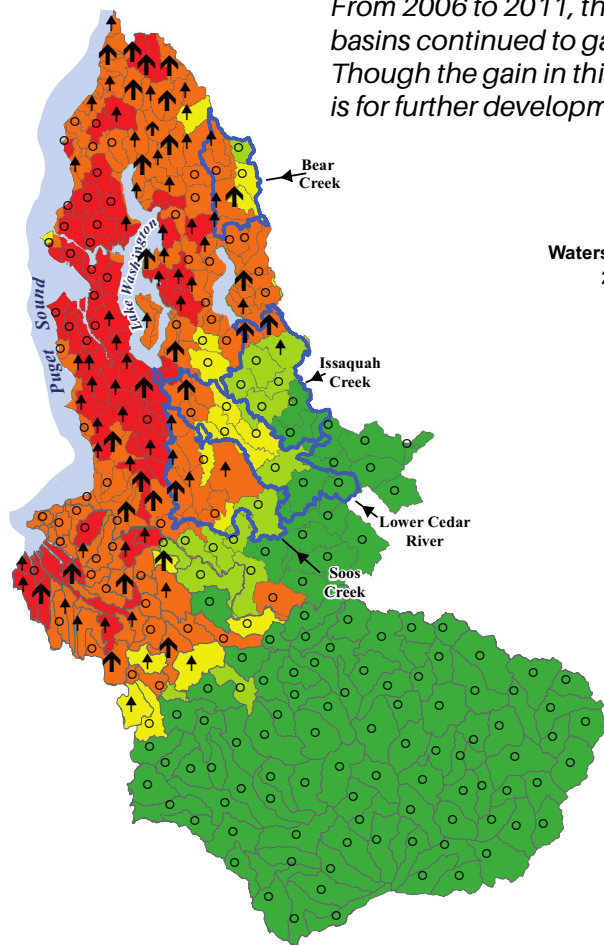 From 2006 to 2011, th
basins continued to ga
Though the gain in this
is for further developm
Bear
Creek
Waters
2
Lake Washington
Puget Sound
Issaquah
Creek
Lower Cedar
River
Soos
Creek